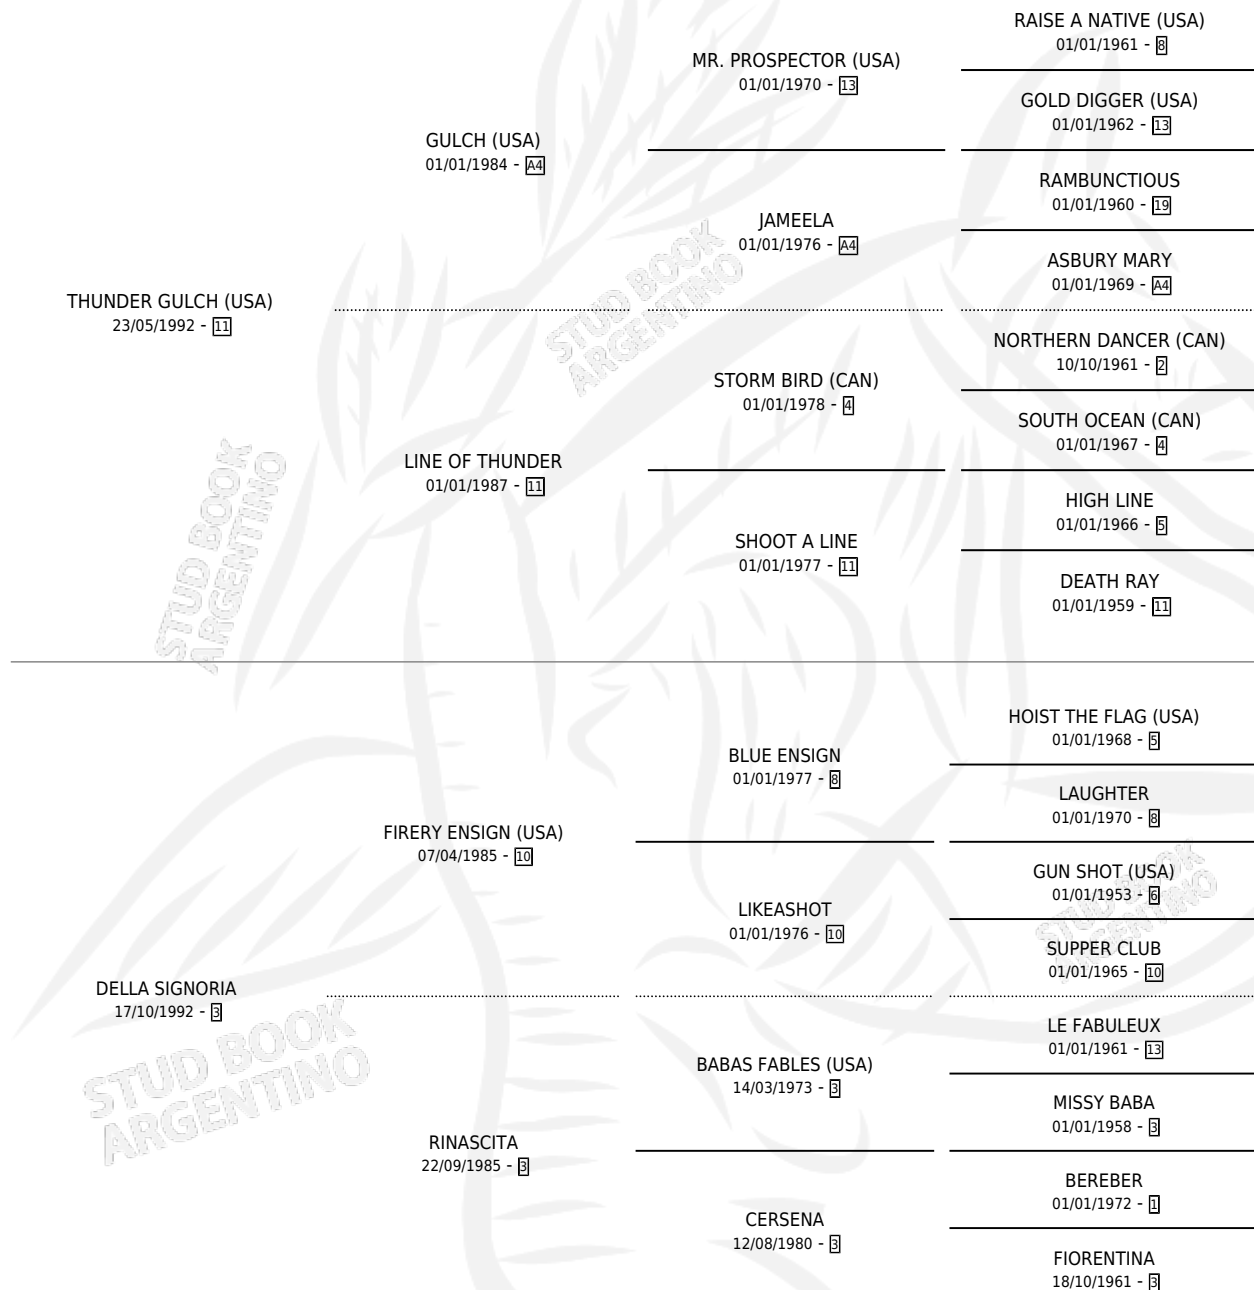 RAISE A NATIVE (USA)
01/01/1961 - 8
MR. PROSPECTOR (USA)
01/01/1970 - 13
GOLD DIGGER (USA)
01/01/1962 - 13
GULCH (USA)
01/01/1984 - A4
RAMBUNCTIOUS
01/01/1960 - 19
JAMEELA
01/01/1976 - A4
ASBURY MARY
01/01/1969 - A4
THUNDER GULCH (USA)
23/05/1992 - 11
NORTHERN DANCER (CAN)
10/10/1961 - 2
STORM BIRD (CAN)
01/01/1978 - 4
SOUTH OCEAN (CAN)
01/01/1967 - 4
LINE OF THUNDER
01/01/1987 - 11
HIGH LINE
01/01/1966 - 5
SHOOT A LINE
01/01/1977 - 11
DEATH RAY
01/01/1959 - 11
HOIST THE FLAG (USA)
01/01/1968 - 5
BLUE ENSIGN
01/01/1977 - 8
LAUGHTER
01/01/1970 - 8
FIRERY ENSIGN (USA)
07/04/1985 - 10
GUN SHOT (USA)
01/01/1953 - 6
LIKEASHOT
01/01/1976 - 10
SUPPER CLUB
01/01/1965 - 10
DELLA SIGNORIA
17/10/1992 - 3
LE FABULEUX
01/01/1961 - 13
BABAS FABLES (USA)
14/03/1973 - 3
MISSY BABA
01/01/1958 - 3
RINASCITA
22/09/1985 - 3
BEREBER
01/01/1972 - 1
CERSENA
12/08/1980 - 3
FIORENTINA
18/10/1961 - 3
STUD BOOK
ARGENTINO
STUD BOOK
ARGENTINO
STUD BOOK
ARGENTINO
STUD BOOK
ARGENTINO